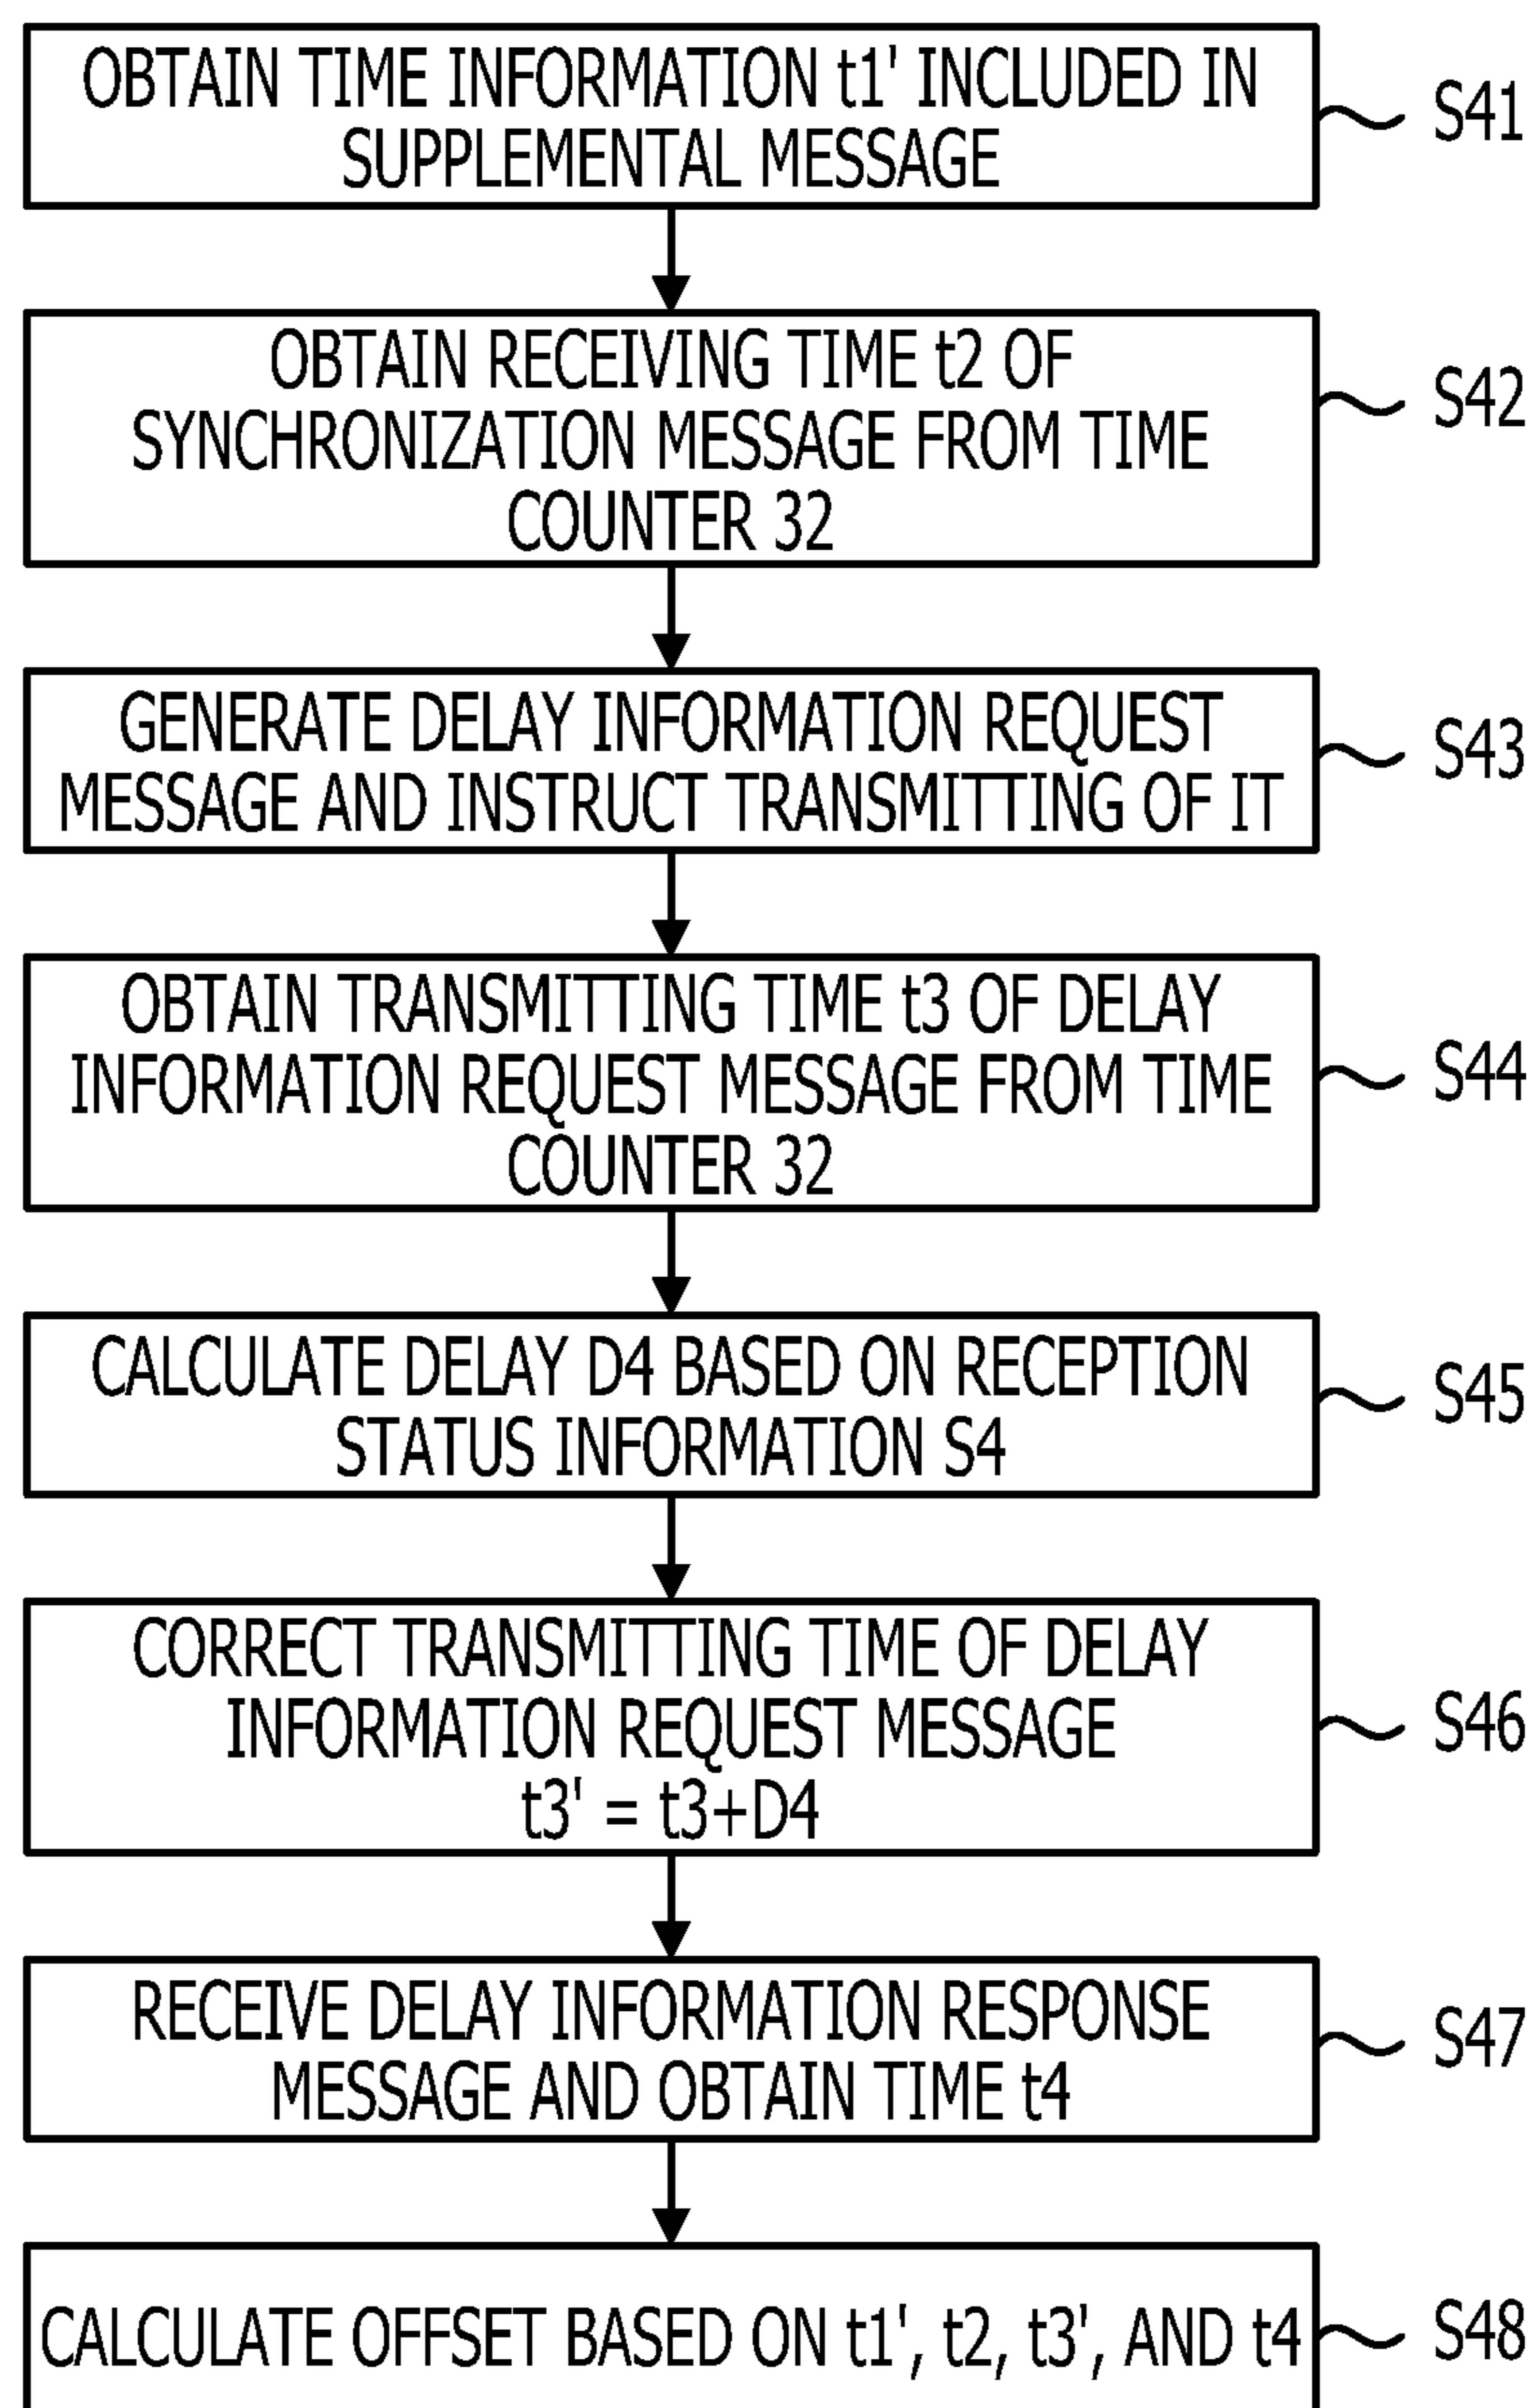 OBTAIN TIME INFORMATION t1' INCLUDED IN
SUPPLEMENTAL MESSAGE
S41
OBTAIN RECEIVING TIME t2 OF
SYNCHRONIZATION MESSAGE FROM TIME
COUNTER 32
S42
GENERATE DELAY INFORMATION REQUEST
MESSAGE AND INSTRUCT TRANSMITTING OF IT
S43
OBTAIN TRANSMITTING TIME t3 OF DELAY
INFORMATION REQUEST MESSAGE FROM TIME
COUNTER 32
S44
CALCULATE DELAY D4 BASED ON RECEPTION
STATUS INFORMATION S4
S45
CORRECT TRANSMITTING TIME OF DELAY
INFORMATION REQUEST MESSAGE
t3' = t3+D4
S46
RECEIVE DELAY INFORMATION RESPONSE
MESSAGE AND OBTAIN TIME t4
S47
CALCULATE OFFSET BASED ON t1', t2, t3', AND t4
S48